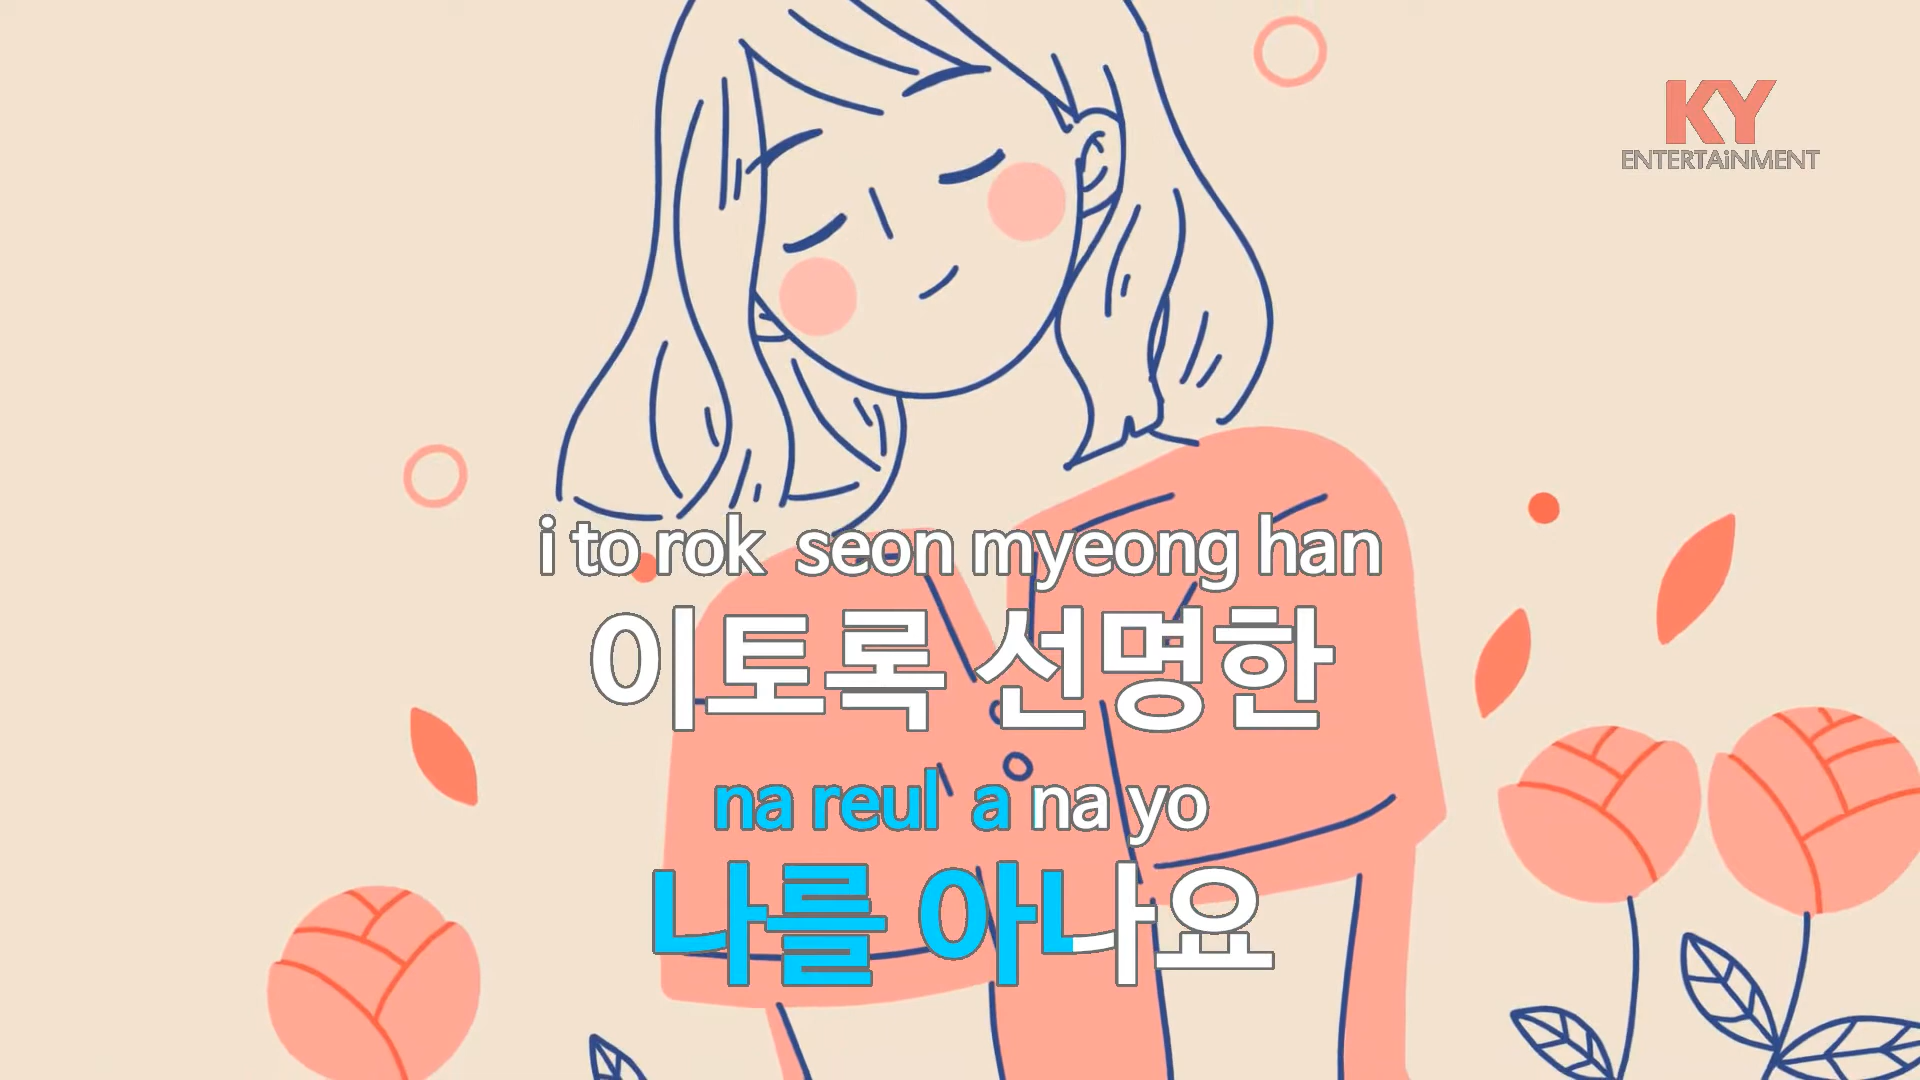 KY
ENTERTAiNMENT
i to rok seon myeong han
이토록 선명한
na reul a na yo
나를 아나요